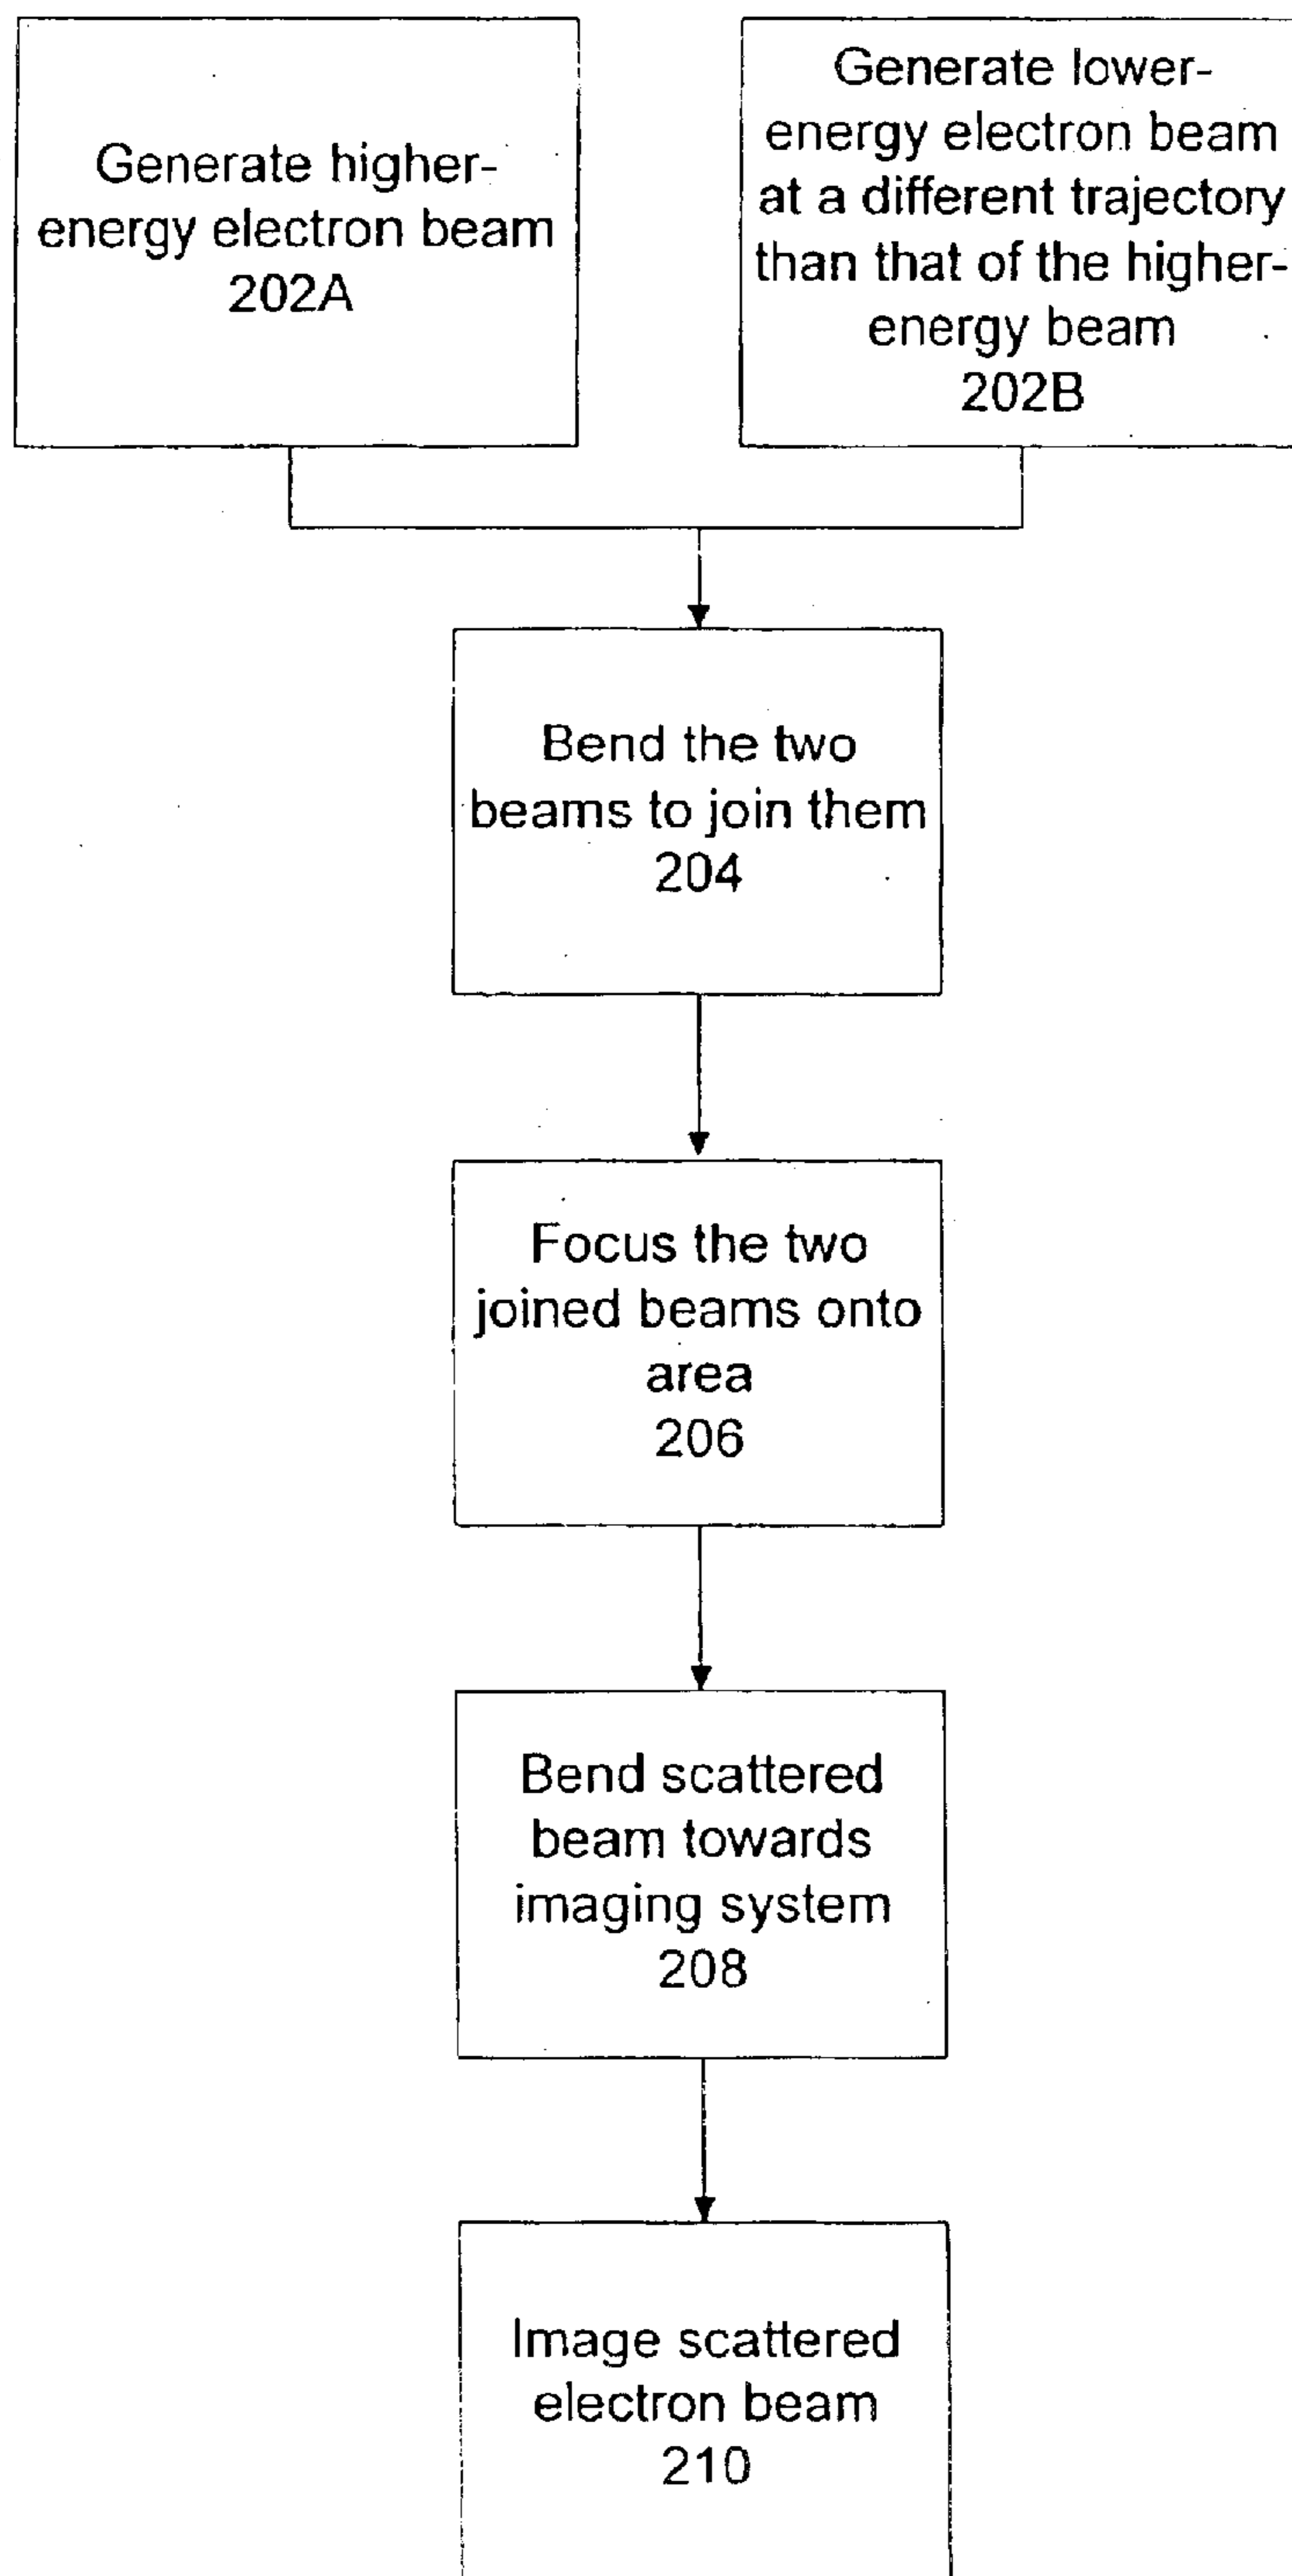 Generate higher-
energy electron beam
202A
Generate lower-
energy electron beam
at a different trajectory
than that of the higher-
energy beam
202B
Bend the two
beams to join them
204
Focus the two
joined beams onto
area
206
Bend scattered
beam towards
imaging system
208
Image scattered
electron beam
210